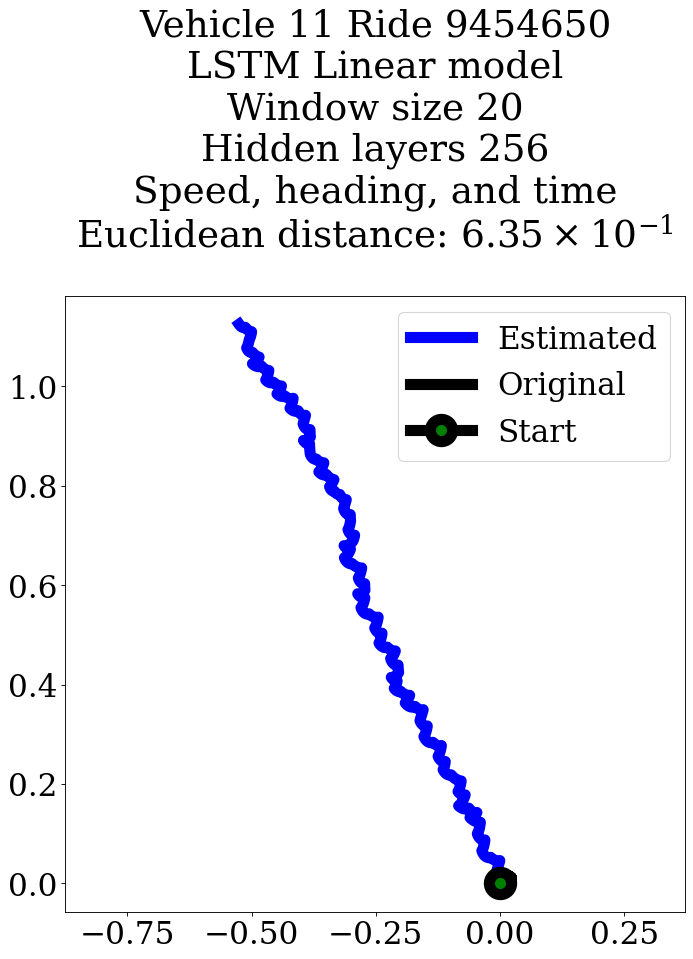 Vehicle 11 Ride 9454650
LSTM Linear model
Window size 20
Hidden layers 256
Speed, heading, and time
Euclidean distance: 6.35 × 10⁻¹
Estimated
Original
Start
1.0
0.8
0.6
0.4
0.2
0.0
−0.75 −0.50 −0.25 0.00 0.25